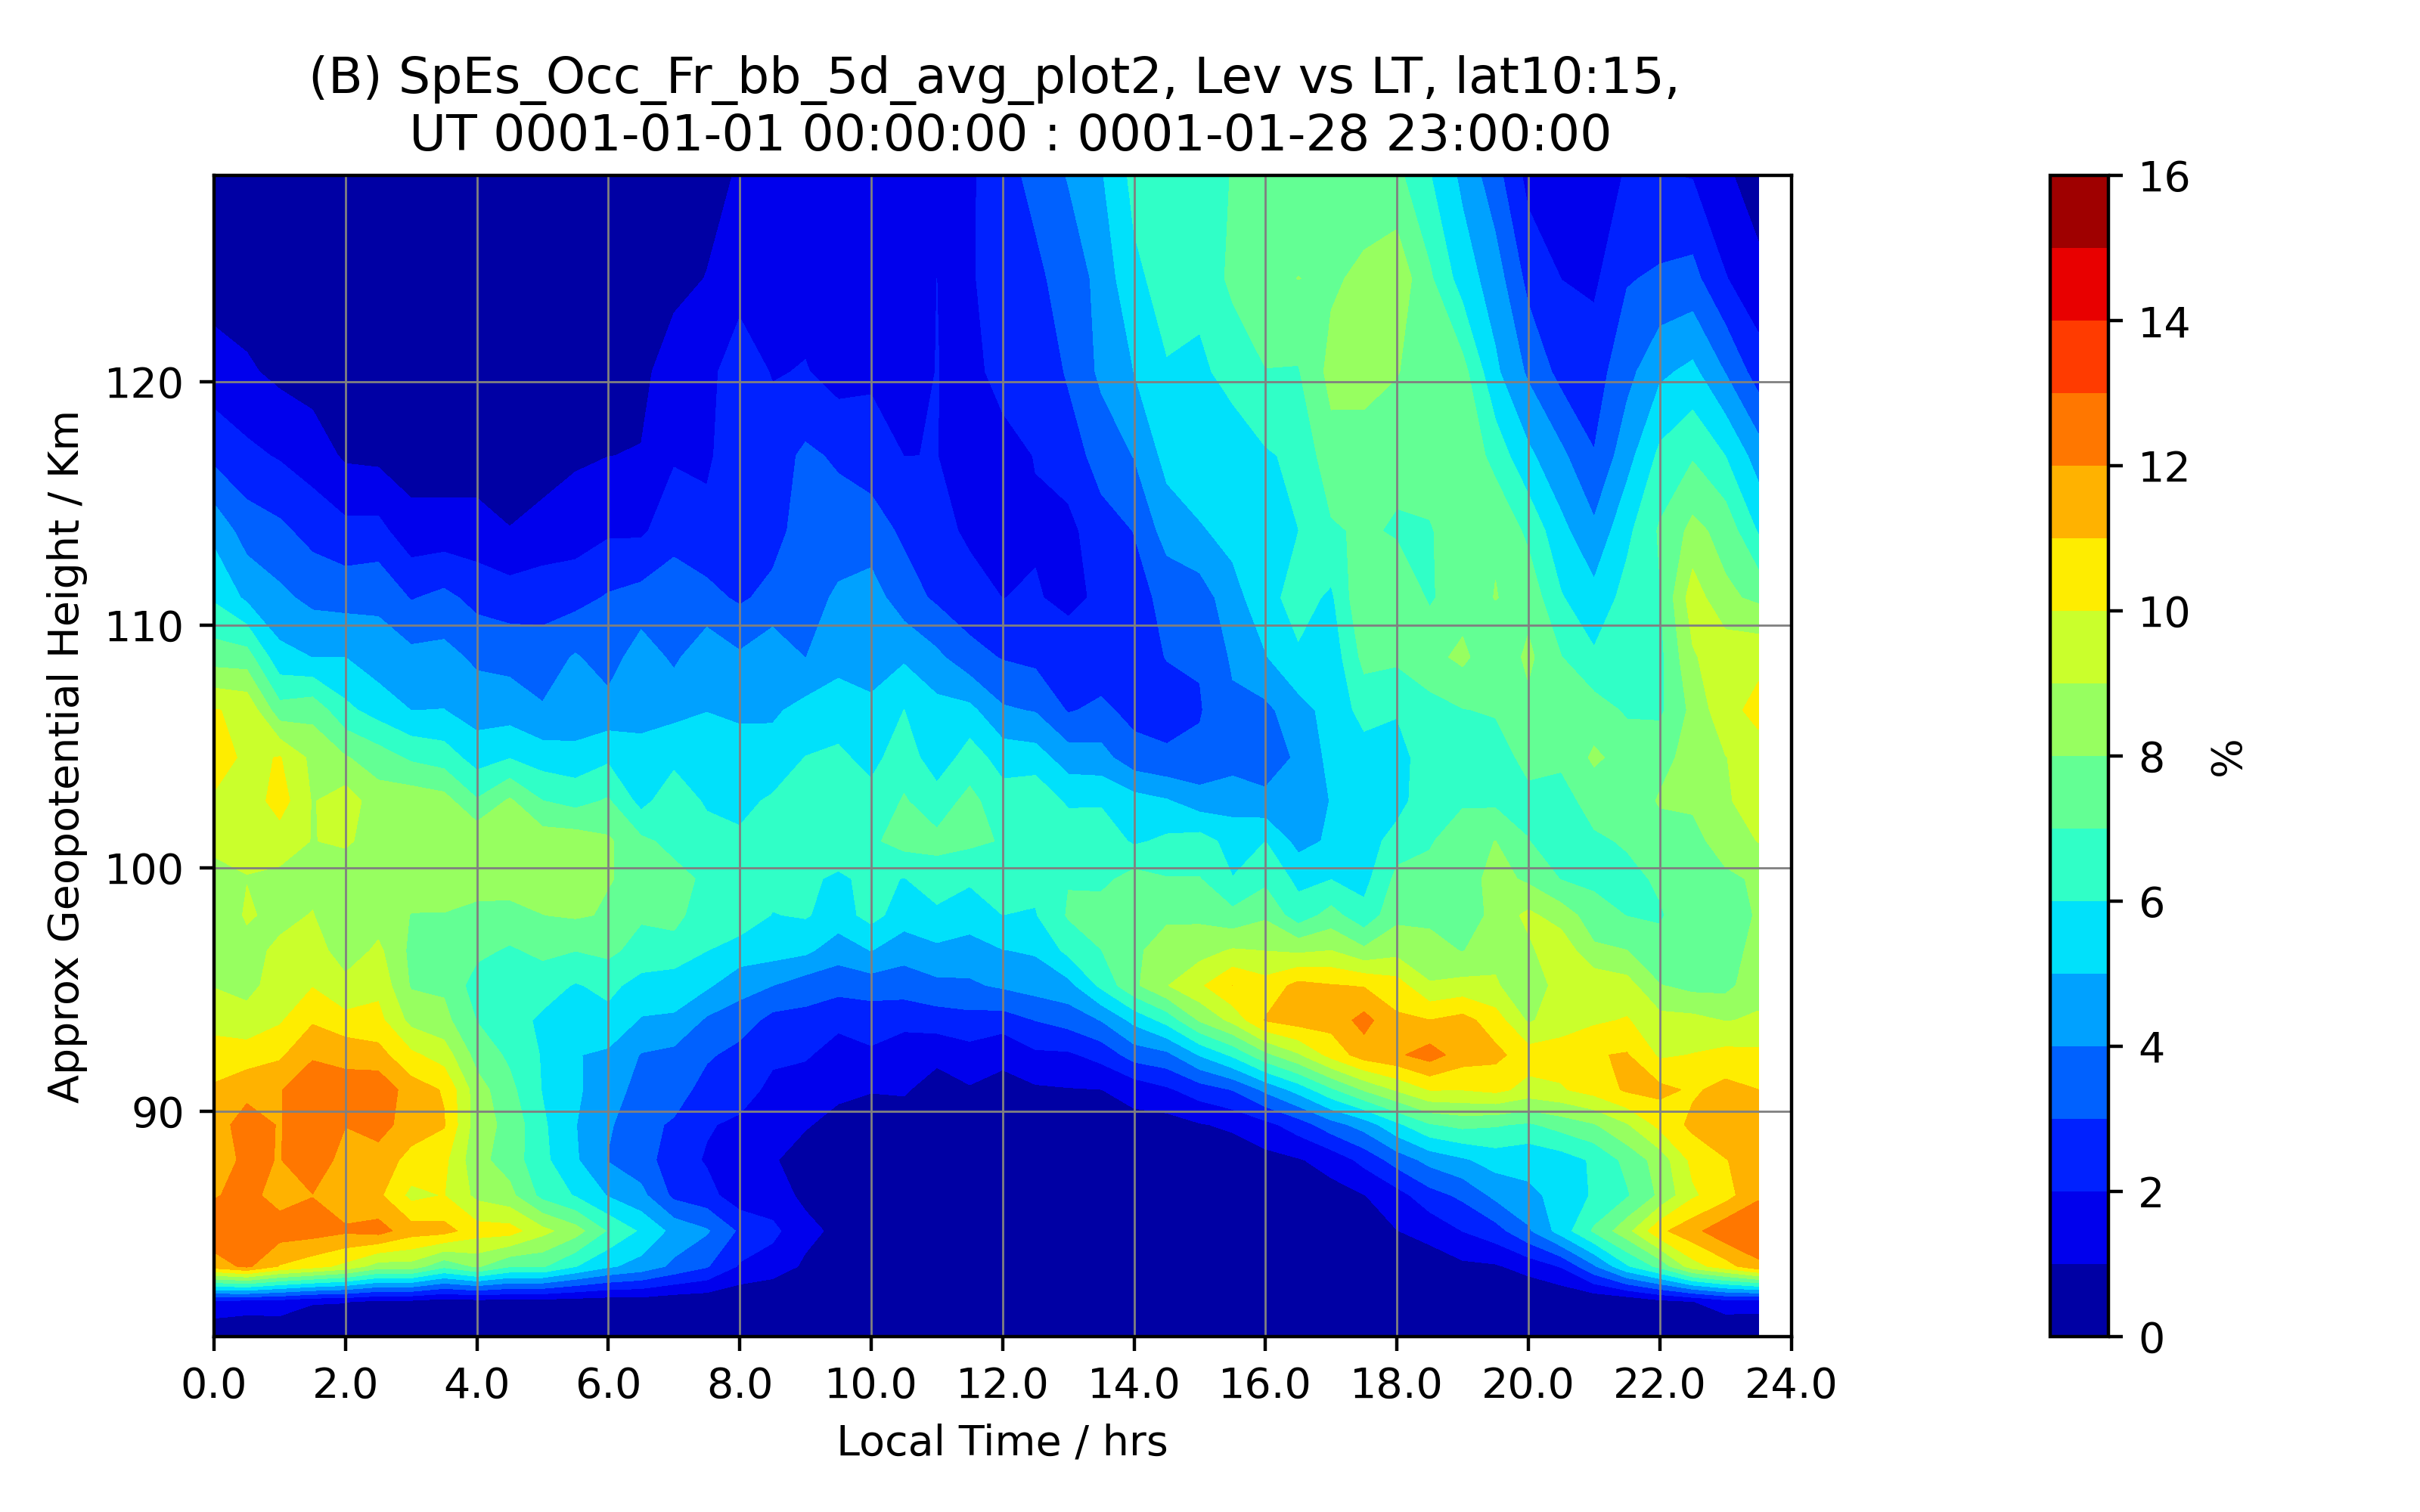 (B) SpEs_Occ_Fr_bb_5d_avg_plot2, Lev vs LT, lat10:15,
UT 0001-01-01 00:00:00 : 0001-01-28 23:00:00
Approx Geopotential Height / Km
120
110
100
90
0.0 2.0 4.0 6.0 8.0 10.0 12.0 14.0 16.0 18.0 20.0 22.0 24.0
Local Time / hrs
16
14
12
10
8
6
4
2
0
%